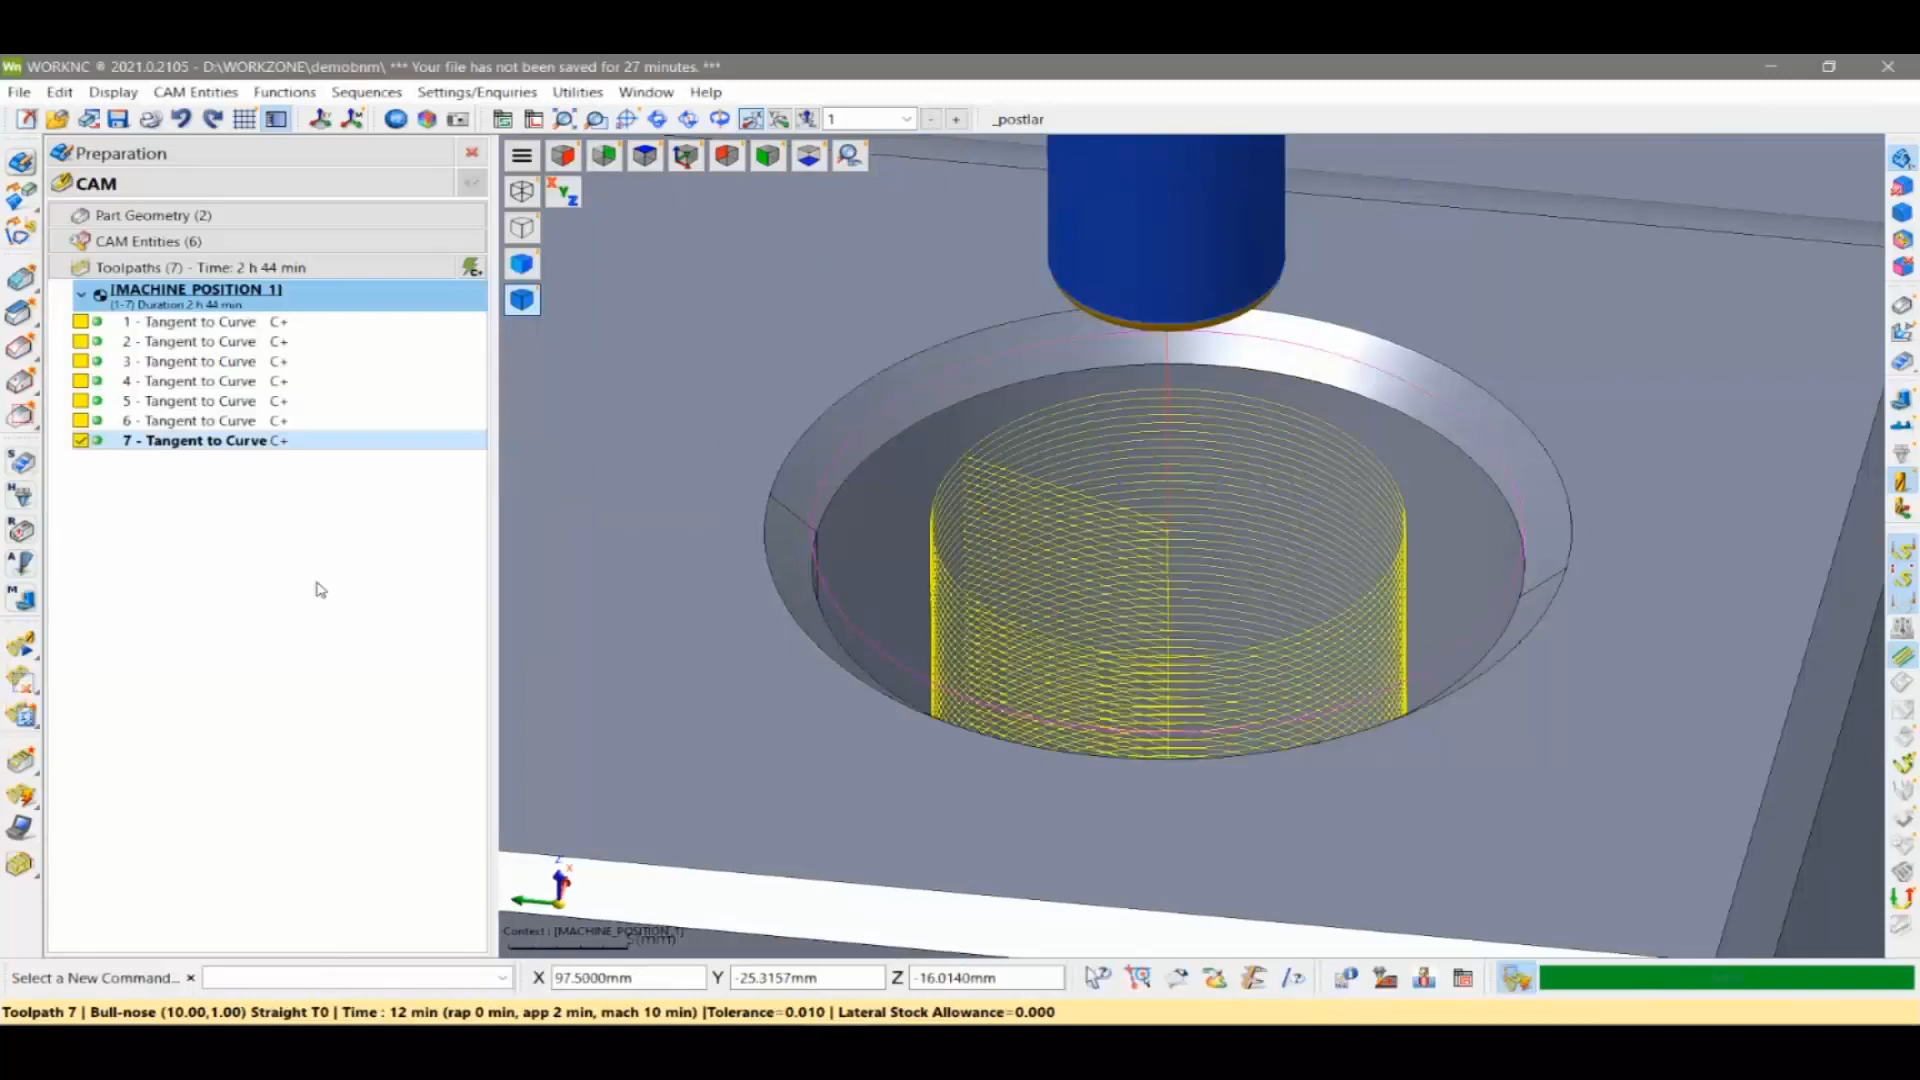 WORKNC ® 2021.0.2105 - D:\WORKZONE\demobnm\ *** Your file has not been saved for 27 minutes. ***
File Edit Display CAM Entities Functions Sequences Settings/Enquiries Utilities Window Help
1 - + _postlar
Preparation
CAM
Part Geometry (2)
CAM Entities (6)
Toolpaths (7) - Time: 2 h 44 min
[MACHINE_POSITION_1]
[1-7] Duration 2 h 44 min
1 - Tangent to Curve C+
2 - Tangent to Curve C+
3 - Tangent to Curve C+
4 - Tangent to Curve C+
5 - Tangent to Curve C+
6 - Tangent to Curve C+
7 - Tangent to Curve C+
X Y Z
Z X
Context : [MACHINE_POSITION_1]
(mm)
Select a New Command... X 97.5000mm Y -25.3157mm Z -16.0140mm
Toolpath 7 | Bull-nose (10.00,1.00) Straight T0 | Time : 12 min (rap 0 min, app 2 min, mach 10 min) |Tolerance=0.010 | Lateral Stock Allowance=0.000